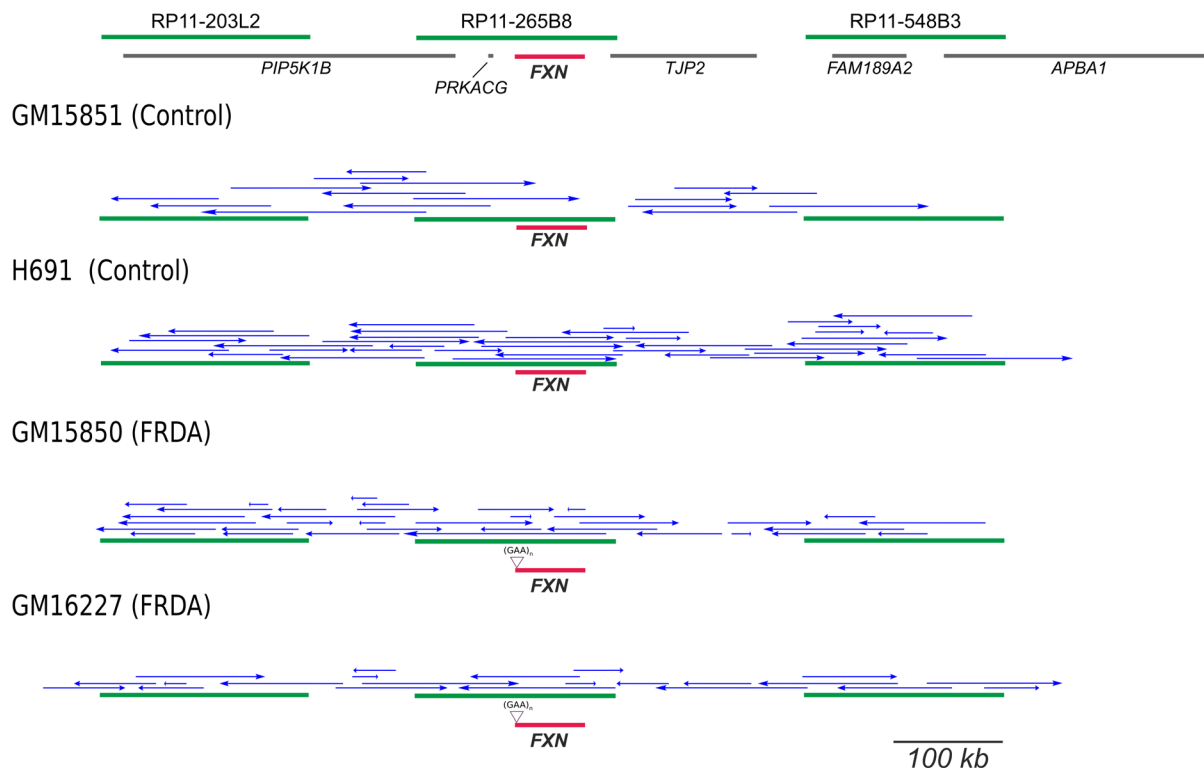 RP11-203L2 RP11-265B8 RP11-548B3
PIP5K1B PRKACG FXN TJP2 FAM189A2 APBA1
GM15851 (Control)
FXN
H691 (Control)
FXN
GM15850 (FRDA)
(GAA)n
FXN
GM16227 (FRDA)
(GAA)n
FXN
100 kb